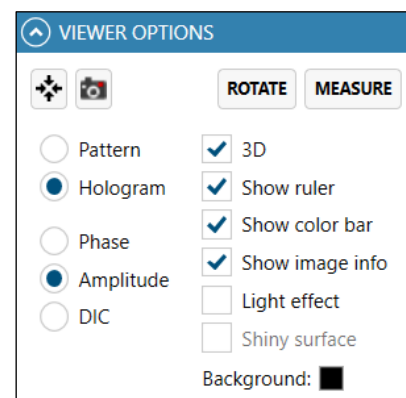 VIEWER OPTIONS
ROTATE MEASURE
Pattern
Hologram
Phase
Amplitude
DIC
3D
Show ruler
Show color bar
Show image info
Light effect
Shiny surface
Background: